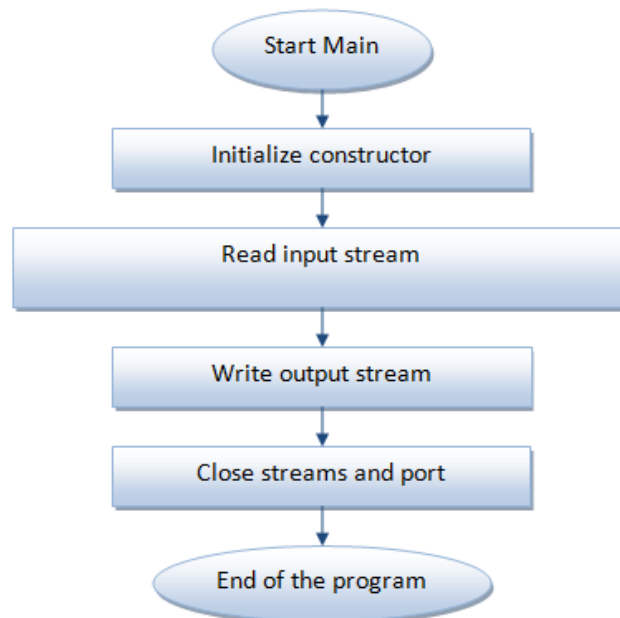 Start Main
Initialize constructor
Read input stream
Write output stream
Close streams and port
End of the program